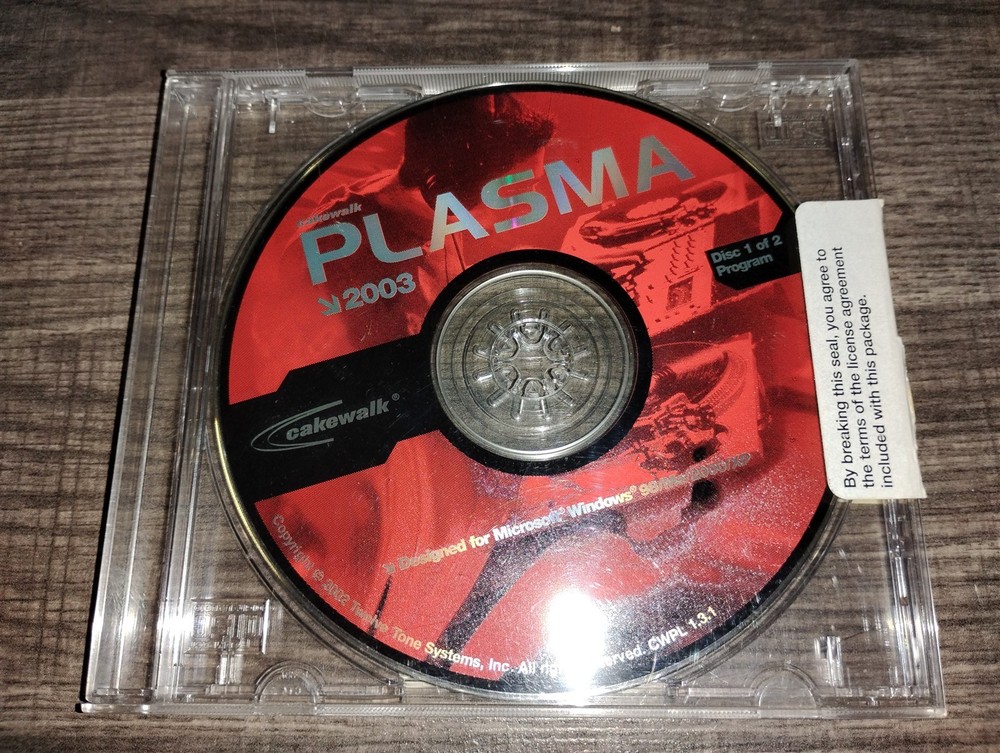 cakewalk
PLASMA
2003
Disc 1 of 2
Program
cakewalk®
Designed for Microsoft® Windows®
Copyright © 2002 Twelve Tone Systems, Inc. All CWPL 1.3.1
By breaking this seal, you agree to
the terms of the license agreement
included with this package.